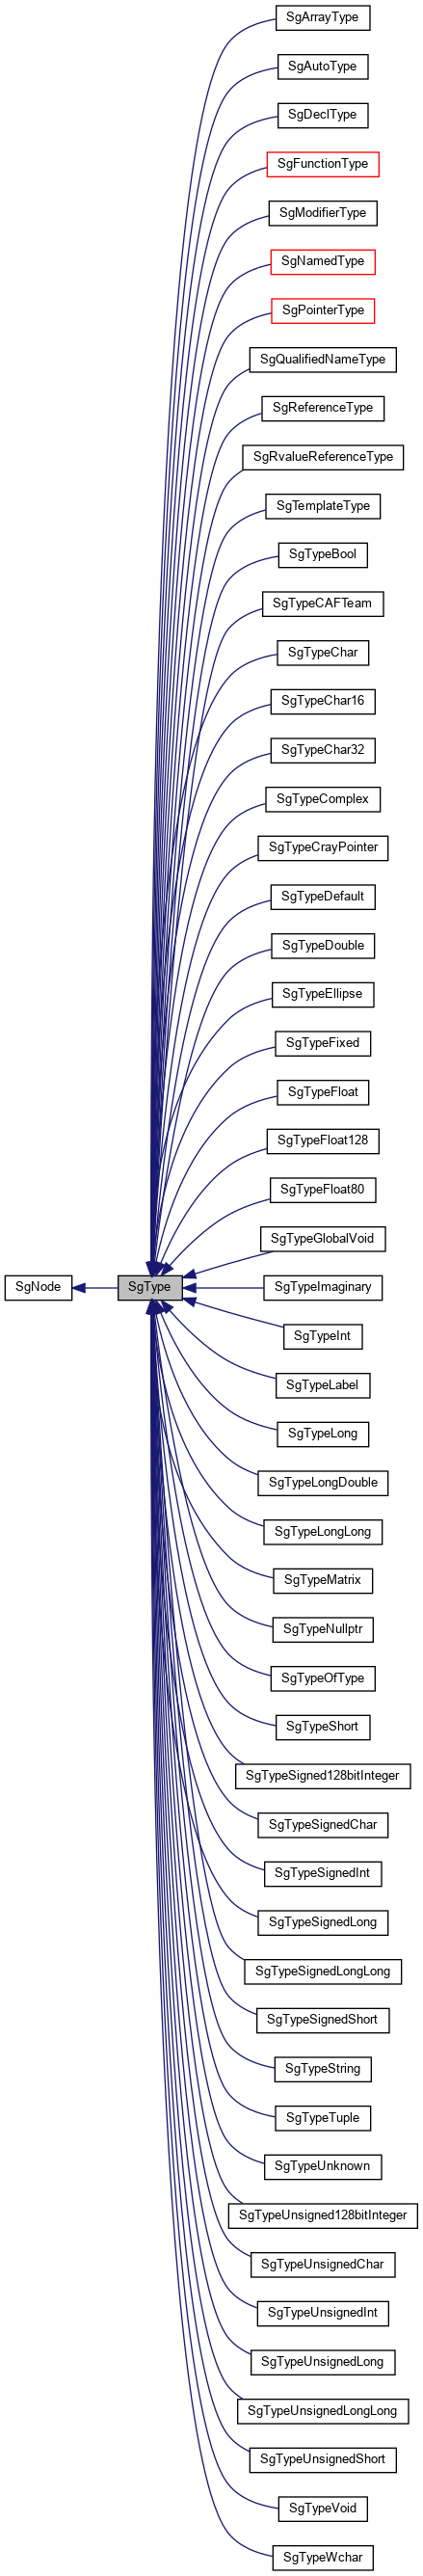 SgArrayType
SgAutoType
SgDeclType
SgFunctionType
SgModifierType
SgNamedType
SgPointerType
SgQualifiedNameType
SgReferenceType
SgRvalueReferenceType
SgTemplateType
SgTypeBool
SgTypeCAFTeam
SgTypeChar
SgTypeChar16
SgTypeChar32
SgTypeComplex
SgTypeCrayPointer
SgTypeDefault
SgTypeDouble
SgTypeEllipse
SgTypeFixed
SgTypeFloat
SgTypeFloat128
SgTypeFloat80
SgTypeGlobalVoid
SgNode
SgType
SgTypeImaginary
SgTypeInt
SgTypeLabel
SgTypeLong
SgTypeLongDouble
SgTypeLongLong
SgTypeMatrix
SgTypeNullptr
SgTypeOfType
SgTypeShort
SgTypeSigned128bitInteger
SgTypeSignedChar
SgTypeSignedInt
SgTypeSignedLong
SgTypeSignedLongLong
SgTypeSignedShort
SgTypeString
SgTypeTuple
SgTypeUnknown
SgTypeUnsigned128bitInteger
SgTypeUnsignedChar
SgTypeUnsignedInt
SgTypeUnsignedLong
SgTypeUnsignedLongLong
SgTypeUnsignedShort
SgTypeVoid
SgTypeWchar